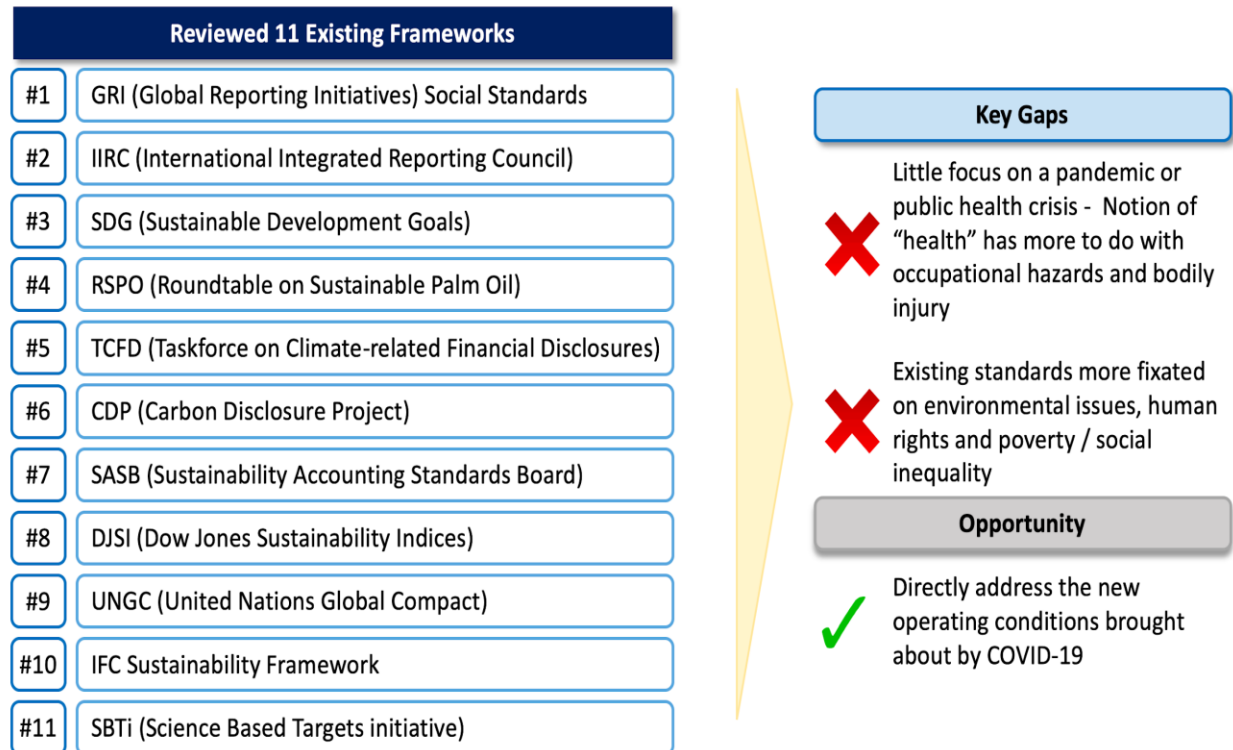 Reviewed 11 Existing Frameworks
#1 GRI (Global Reporting Initiatives) Social Standards
#2 IIRC (International Integrated Reporting Council)
#3 SDG (Sustainable Development Goals)
#4 RSPO (Roundtable on Sustainable Palm Oil)
#5 TCFD (Taskforce on Climate-related Financial Disclosures)
#6 CDP (Carbon Disclosure Project)
#7 SASB (Sustainability Accounting Standards Board)
#8 DJSI (Dow Jones Sustainability Indices)
#9 UNGC (United Nations Global Compact)
#10 IFC Sustainability Framework
#11 SBTi (Science Based Targets initiative)
Key Gaps
Little focus on a pandemic or
public health crisis - Notion of
“health” has more to do with
occupational hazards and bodily
injury
Existing standards more fixated
on environmental issues, human
rights and poverty / social
inequality
Opportunity
Directly address the new
operating conditions brought
about by COVID-19